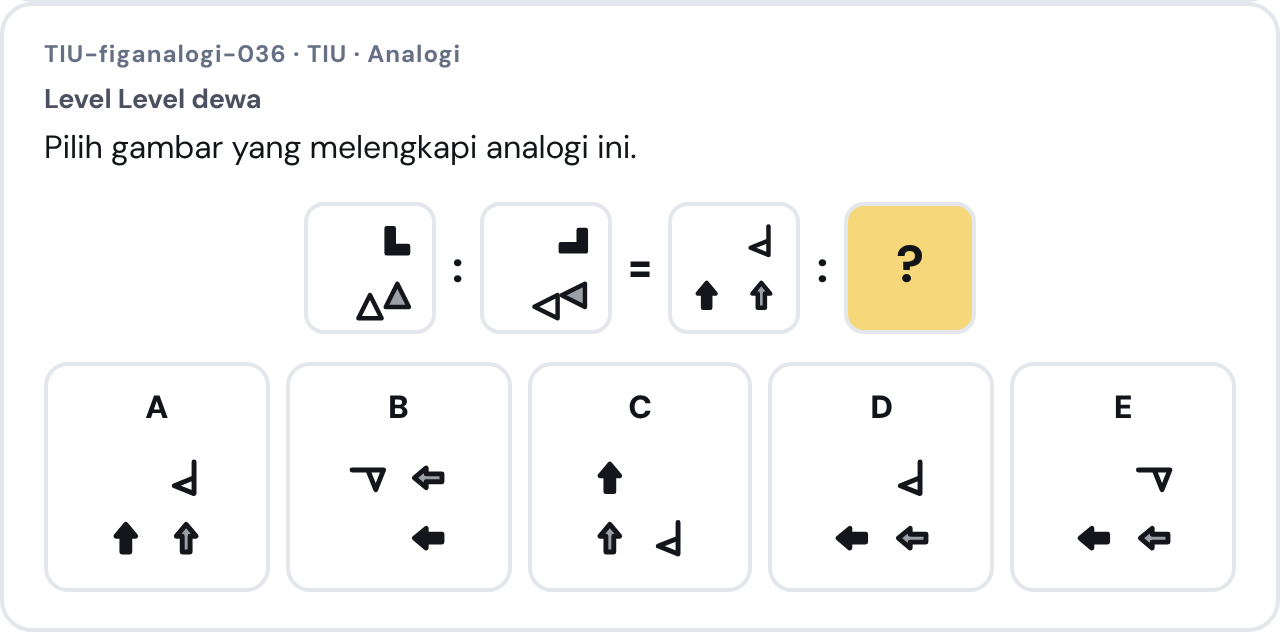 TIU-figanalogi-036 · TIU · Analogi
Level Level dewa
Pilih gambar yang melengkapi analogi ini.
: = : ?
A B C D E